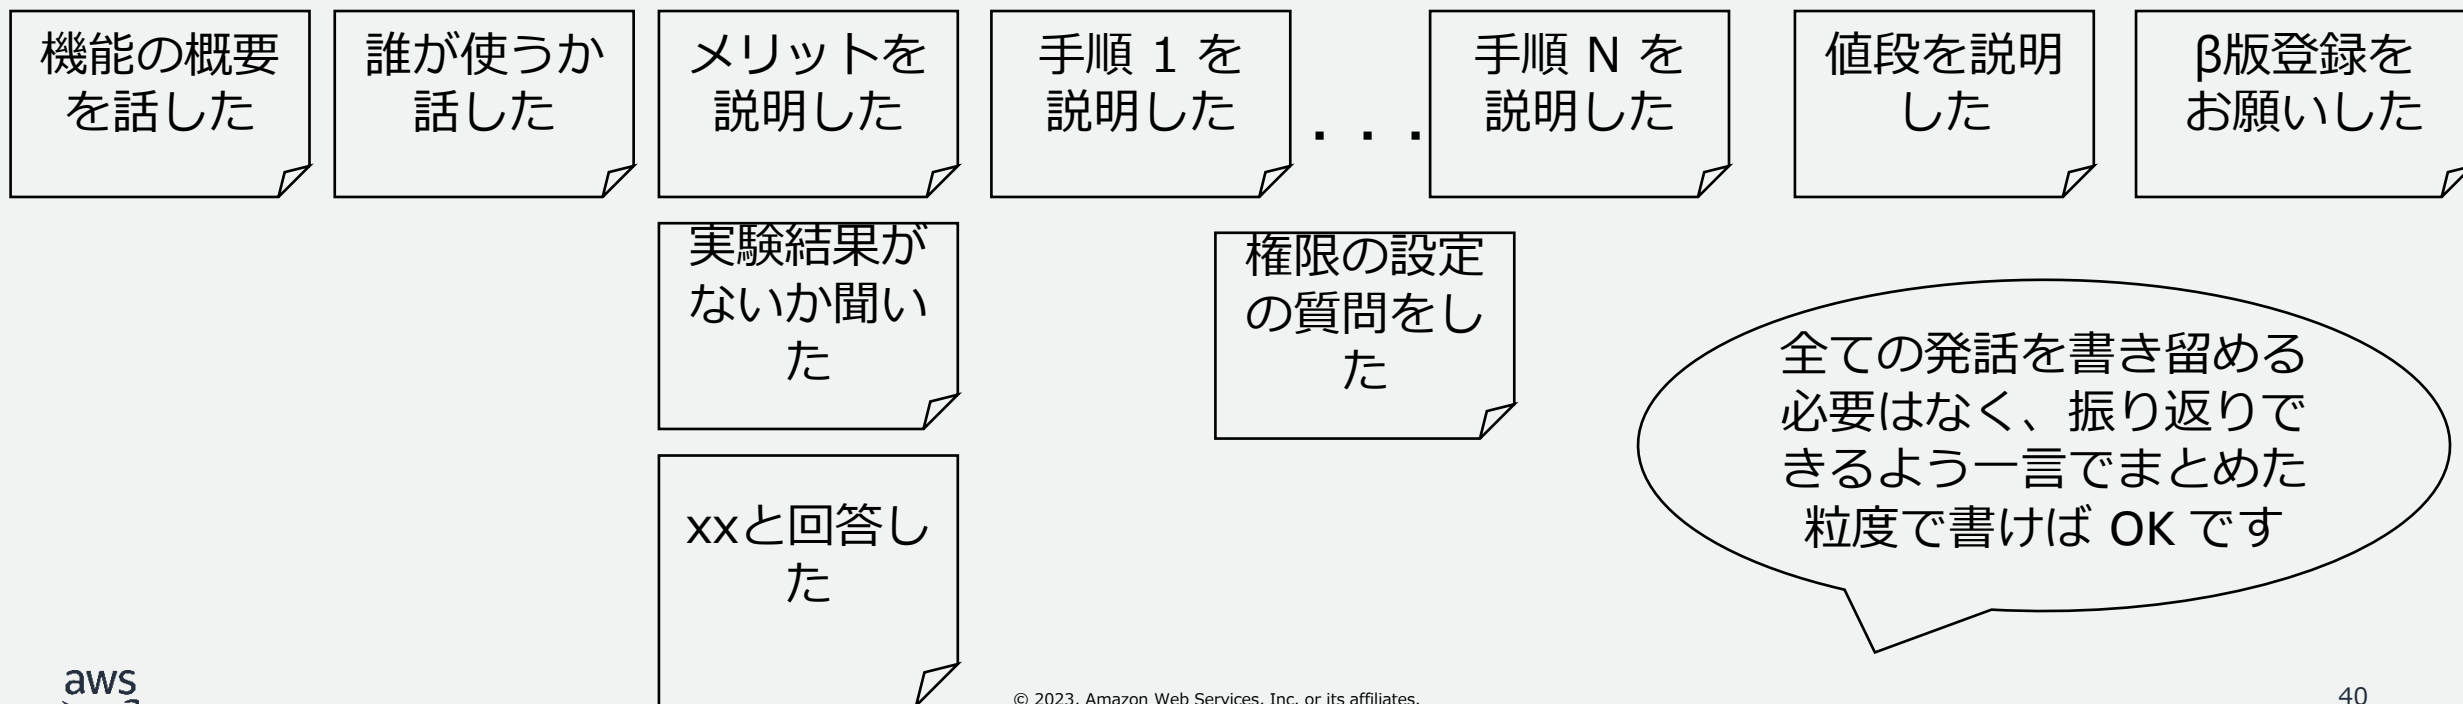 機能の概要
を話した
誰が使うか
話した
メリットを
説明した
手順 1 を
説明した
・・・
手順 N を
説明した
値段を説明
した
β版登録を
お願いした
実験結果が
ないか聞い
た
権限の設定
の質問をし
た
xxと回答し
た
全ての発話を書き留める
必要はなく、振り返りで
きるよう一言でまとめた
粒度で書けば OK です
aws
© 2023, Amazon Web Services, Inc. or its affiliates.
40